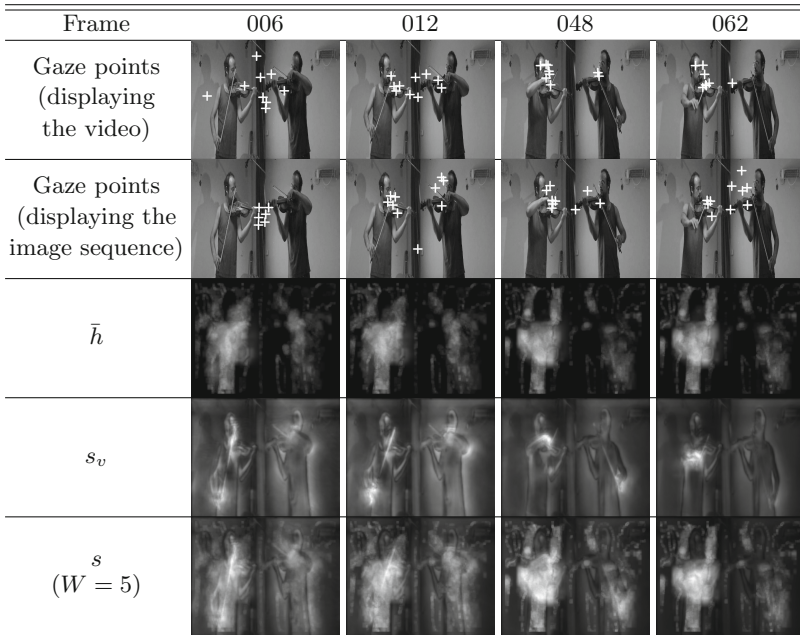 Frame 006 012 048 062
Gaze points
(displaying
the video)
Gaze points
(displaying the
image sequence)
h̄
s_v
s
(W = 5)